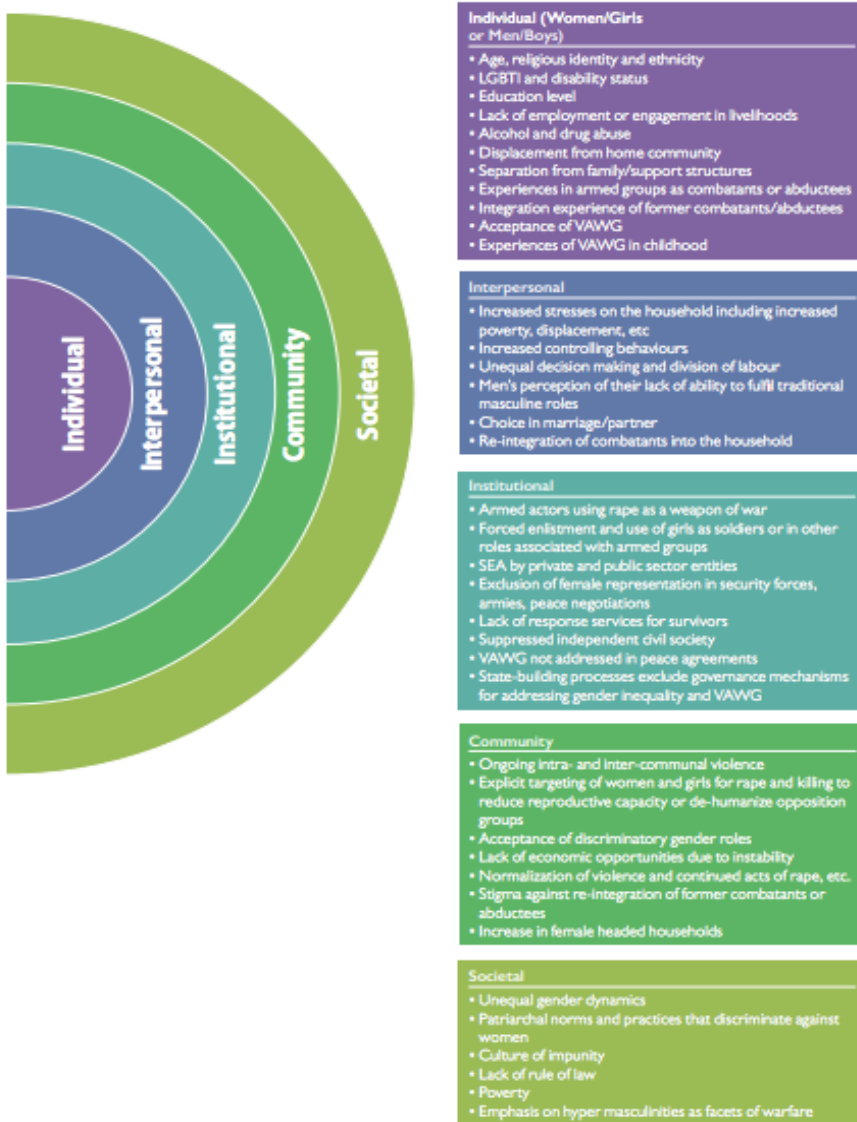 Individual
Interpersonal
Institutional
Community
Societal
Individual (Women/Girls
or Men/Boys)
• Age, religious identity and ethnicity
• LGBTI and disability status
• Education level
• Lack of employment or engagement in livelihoods
• Alcohol and drug abuse
• Displacement from home community
• Separation from family/support structures
• Experiences in armed groups as combatants or abductees
• Integration experience of former combatants/abductees
• Acceptance of VAWG
• Experiences of VAWG in childhood
Interpersonal
• Increased stresses on the household including increased
poverty, displacement, etc
• Increased controlling behaviours
• Unequal decision making and division of labour
• Men's perception of their lack of ability to fulfil traditional
masculine roles
• Choice in marriage/partner
• Re-integration of combatants into the household
Institutional
• Armed actors using rape as a weapon of war
• Forced enlistment and use of girls as soldiers or in other
roles associated with armed groups
• SEA by private and public sector entities
• Exclusion of female representation in security forces,
armies, peace negotiations
• Lack of response services for survivors
• Suppressed independent civil society
• VAWG not addressed in peace agreements
• State-building processes exclude governance mechanisms
for addressing gender inequality and VAWG
Community
• Ongoing intra- and inter-communal violence
• Explicit targeting of women and girls for rape and killing to
reduce reproductive capacity or de-humanize opposition
groups
• Acceptance of discriminatory gender roles
• Lack of economic opportunities due to instability
• Normalization of violence and continued acts of rape, etc.
• Stigma against re-integration of former combatants or
abductees
• Increase in female headed households
Societal
• Unequal gender dynamics
• Patriarchal norms and practices that discriminate against
women
• Culture of impunity
• Lack of rule of law
• Poverty
• Emphasis on hyper masculinities as facets of warfare